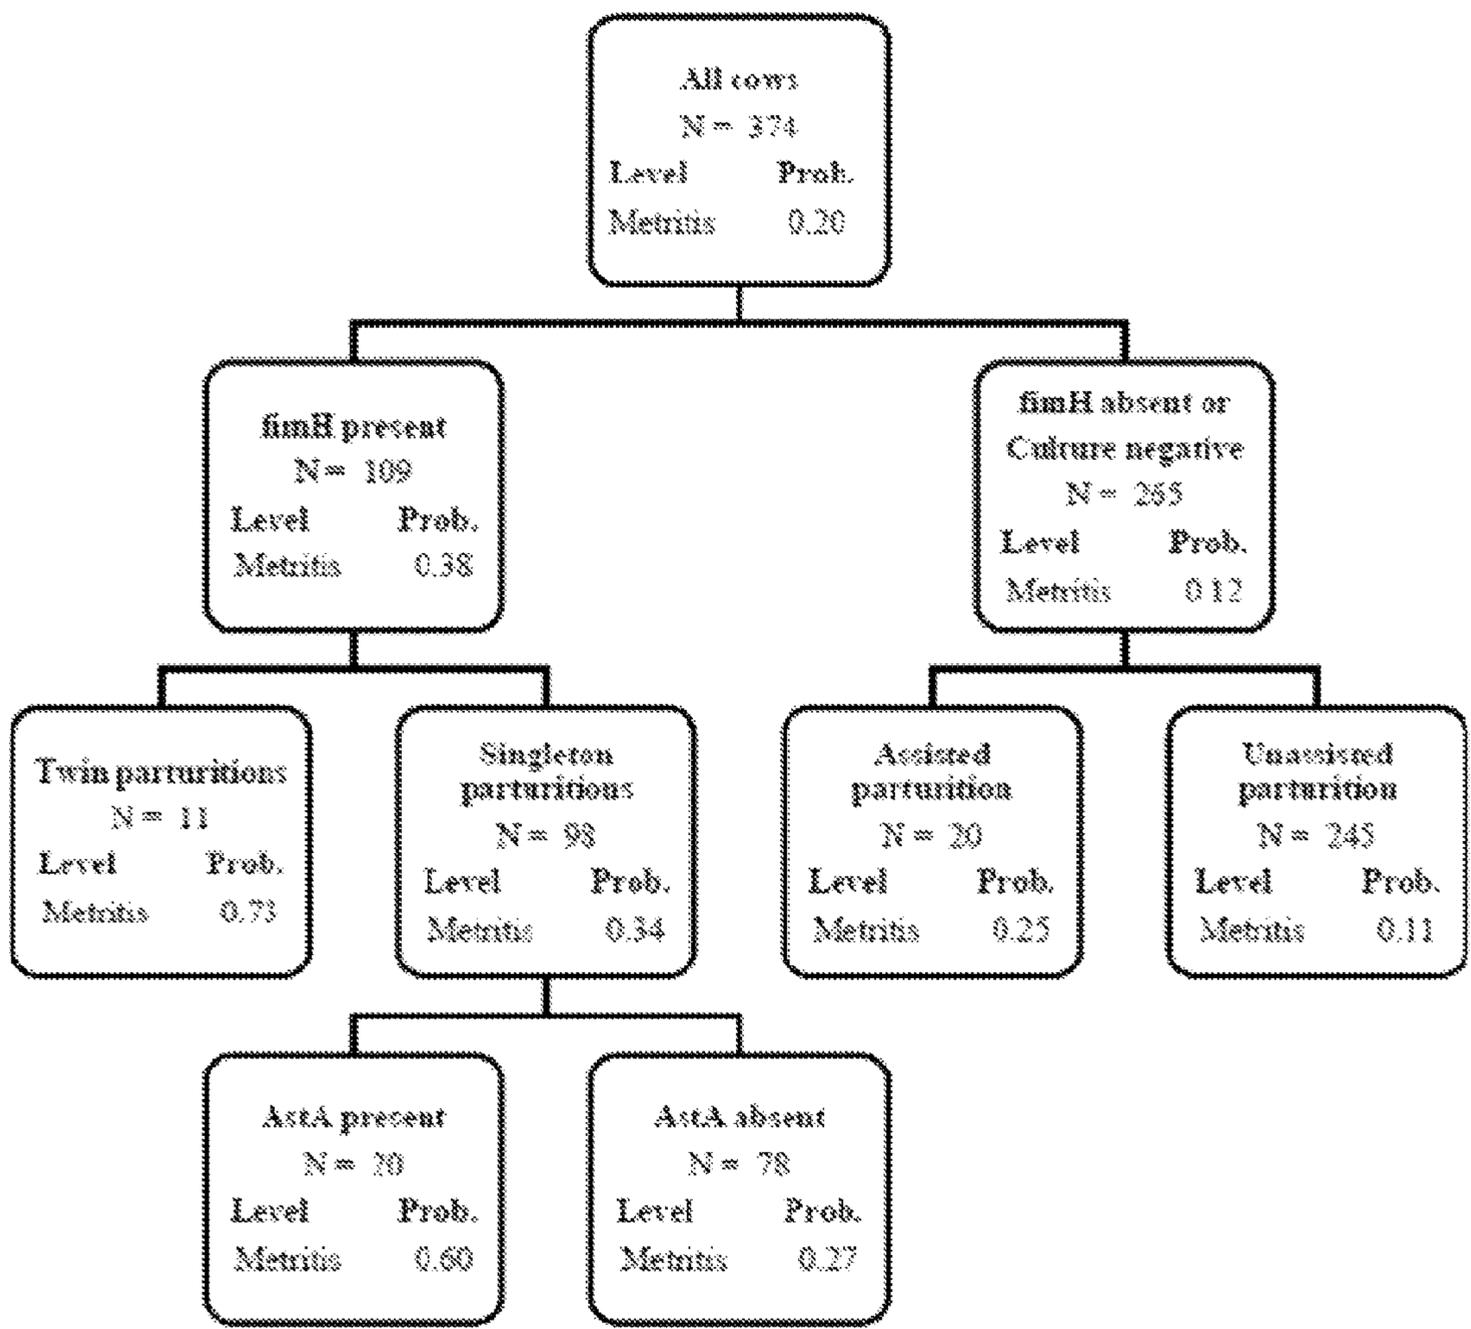 All cows
N = 374
Level Prob.
Metritis 0.20
fimH present
N = 109
Level Prob.
Metritis 0.38
fimH absent or
Culture negative
N = 265
Level Prob.
Metritis 0.12
Twin parturitions
N = 11
Level Prob.
Metritis 0.73
Singleton
parturitions
N = 98
Level Prob.
Metritis 0.34
Assisted
parturition
N = 20
Level Prob.
Metritis 0.25
Unassisted
parturition
N = 245
Level Prob.
Metritis 0.11
AstA present
N = 20
Level Prob.
Metritis 0.60
AstA absent
N = 78
Level Prob.
Metritis 0.27